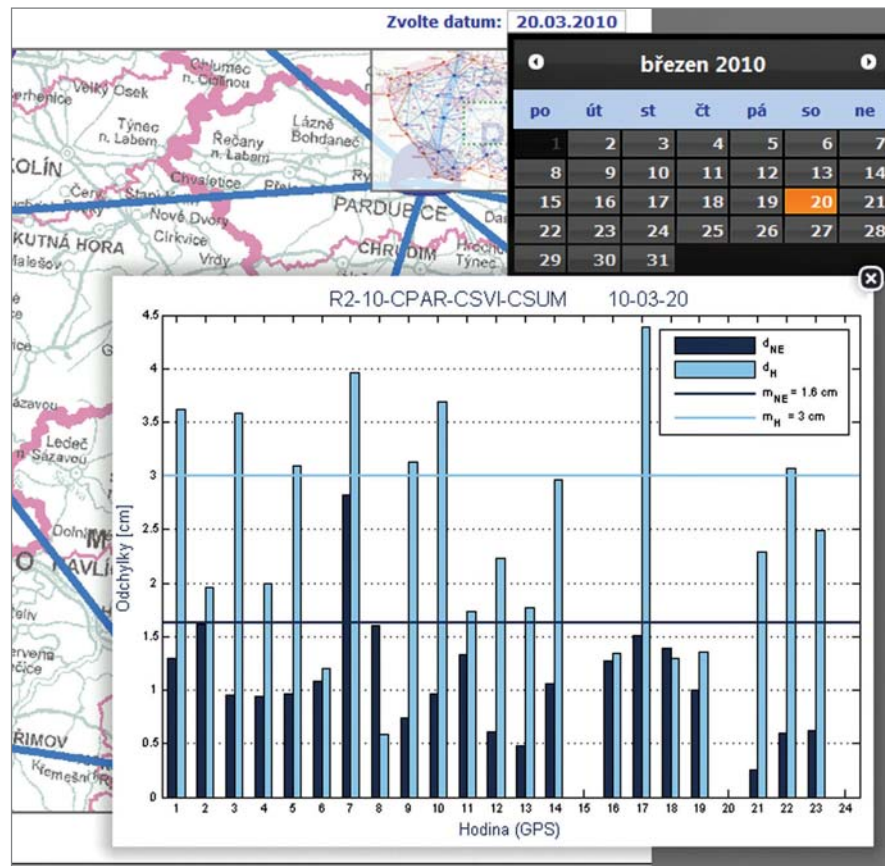 Zvolte datum: 20.03.2010
březen 2010
po út st čt pá so ne
1 2 3 4 5 6 7
8 9 10 11 12 13 14
15 16 17 18 19 20 21
22 23 24 25 26 27 28
29 30 31
Chlumec
n. Cidlinou
Velký Osek
Týnec
n. Labem
Řečany
n. Labem
Lázně
Bohdaneč
Chvaletice
PARDUBICE
Nové Dvory
KUTNÁ HORA
Církvice
CHRUDIM
Hrochů
Týnec
Malešov
Vrdy
Ledeč
n. Sázavou
R2-10-CPAR-CSVI-CSUM 10-03-20
4.5
4
3.5
3
2.5
2
1.5
1
0.5
0
Odchylky [cm]
d NE
d H
m NE = 1.6 cm
m H = 3 cm
1 2 3 4 5 6 7 8 9 10 11 12 13 14 15 16 17 18 19 20 21 22 23 24
Hodina (GPS)